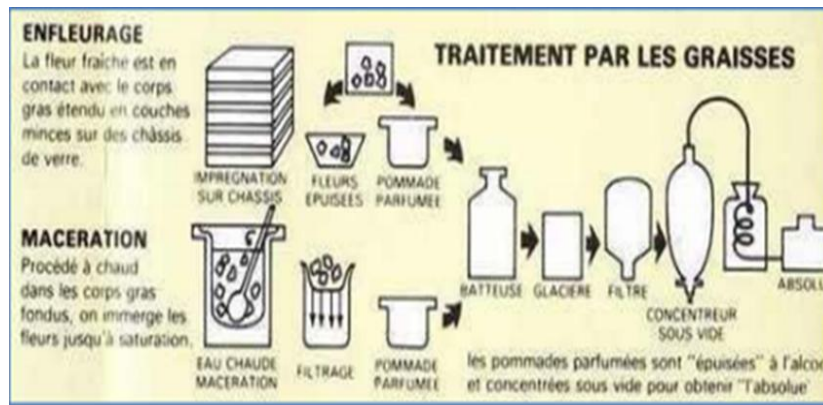 ENFLEURAGE
La fleur fraîche est en
contact avec le corps
gras étendu en couches
minces sur des châssis
de verre.
TRAITEMENT PAR LES GRAISSES
IMPREGNATION
SUR CHASSIS
FLEURS
EPUISEES
POMMADE
PARFUMEE
MACERATION
Procédé à chaud
dans les corps gras
fondus, on immerge les
fleurs jusqu'à saturation.
EAU CHAUDE
MACERATION
FILTRAGE
POMMADE
PARFUMEE
BATTEUSE
GLACIERE
FILTRE
CONCENTREUR
SOUS VIDE
ABSOLU
les pommades parfumées sont "épuisées" à l'alcoo
et concentrées sous vide pour obtenir "l'absolue"